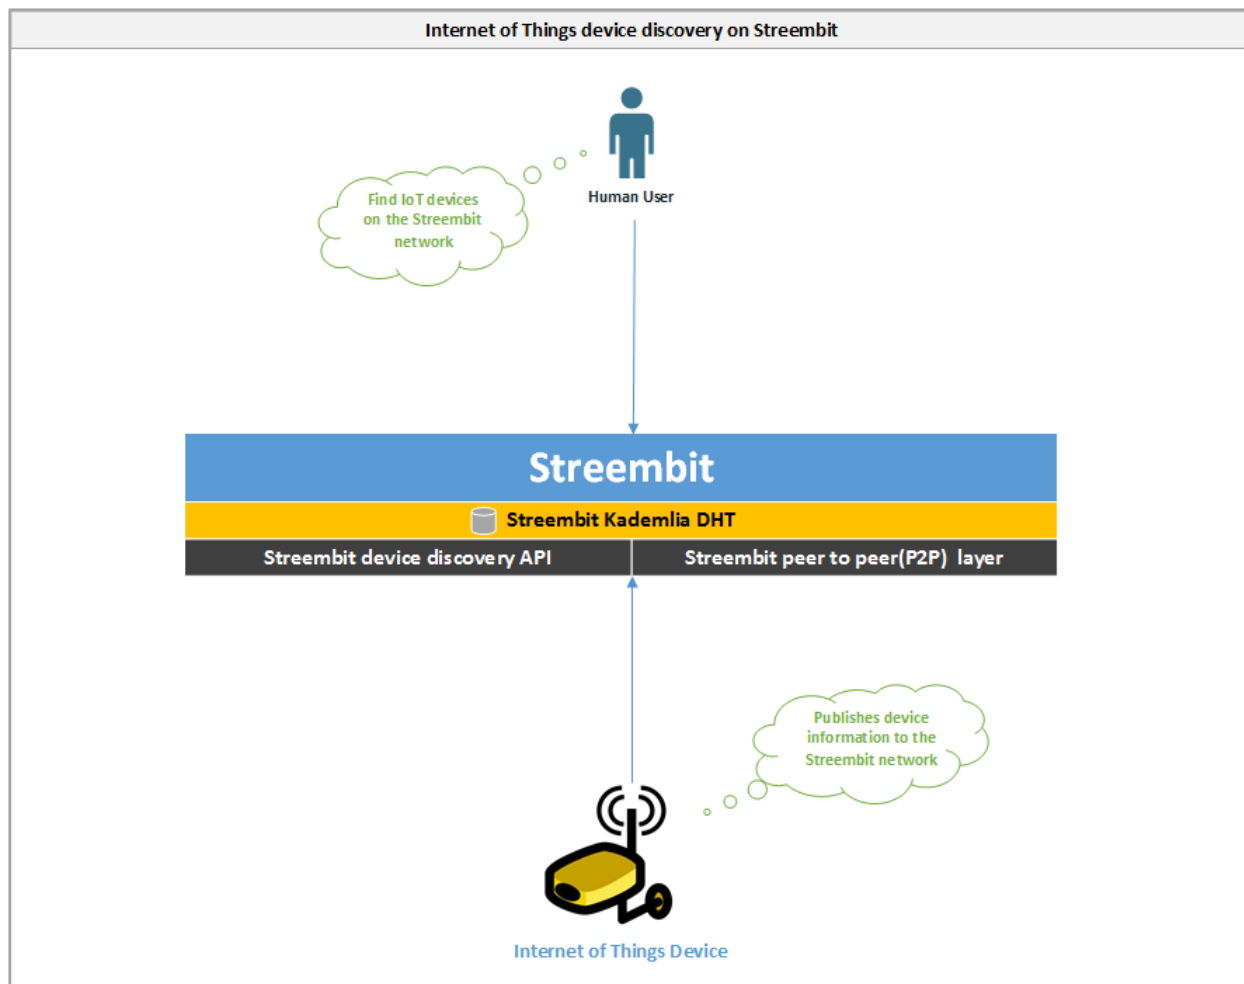 Internet of Things device discovery on Streembit
Human User
Find IoT devices
on the Streembit
network
Streembit
Streembit Kademlia DHT
Streembit device discovery API
Streembit peer to peer(P2P) layer
Publishes device
information to the
Streembit network
Internet of Things Device